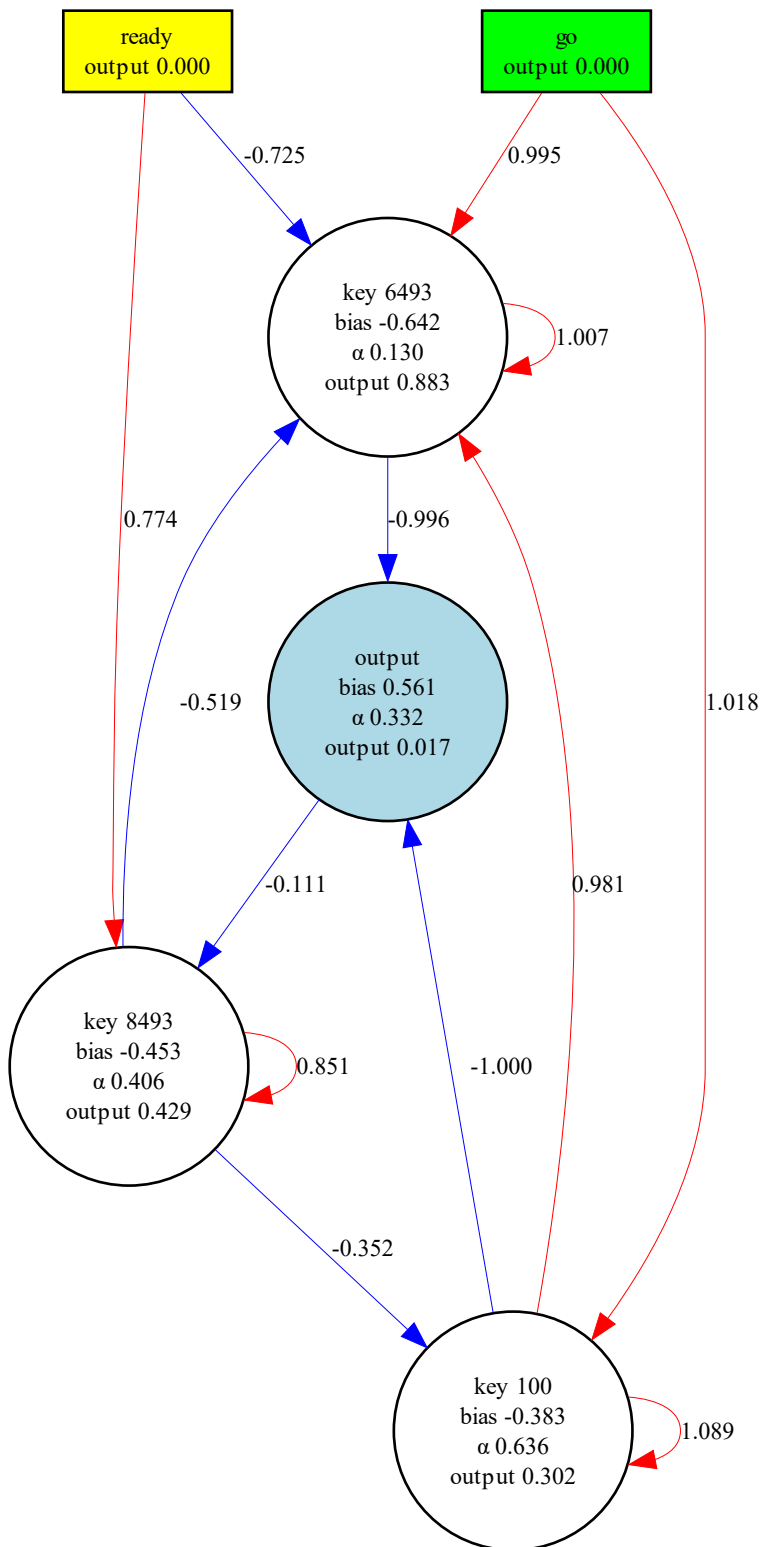 ready
output 0.000
go
output 0.000
-0.725
0.995
key 6493
bias -0.642
α 0.130
output 0.883
1.007
0.774
-0.996
output
bias 0.561
α 0.332
output 0.017
-0.519
1.018
-0.111
0.981
key 8493
bias -0.453
α 0.406
output 0.429
0.851
-1.000
-0.352
key 100
bias -0.383
α 0.636
output 0.302
1.089